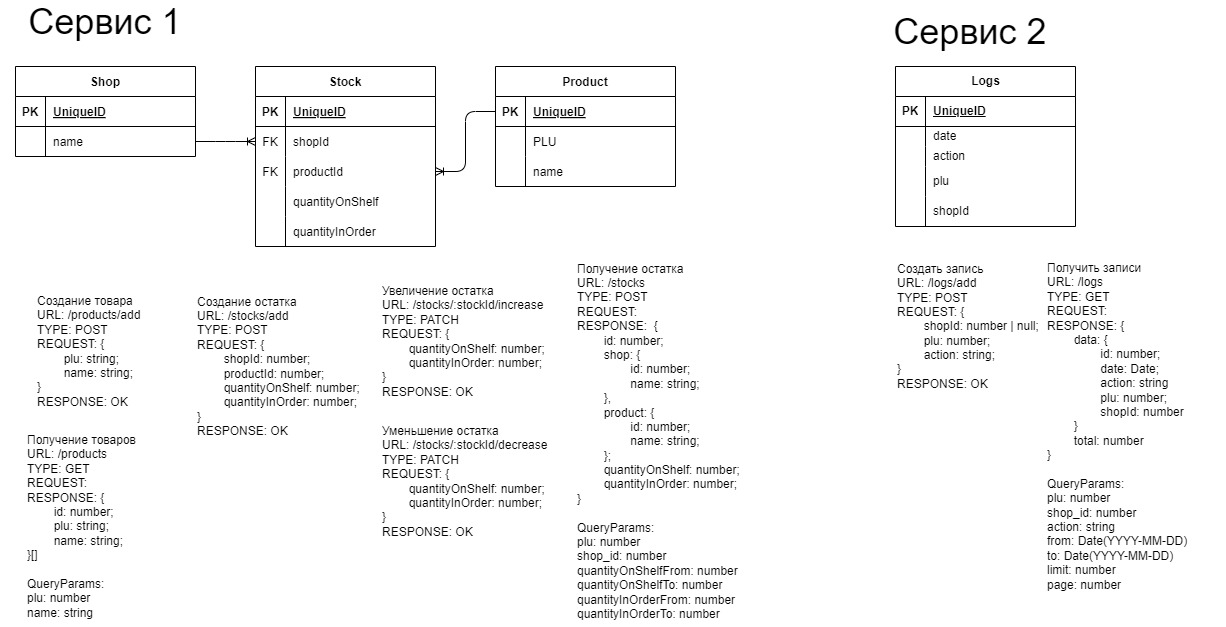 Сервис 1
Shop
PK UniqueID
name
Stock
PK UniqueID
FK shopId
FK productId
quantityOnShelf
quantityInOrder
Product
PK UniqueID
PLU
name
Создание товара
URL: /products/add
TYPE: POST
REQUEST: {
plu: string;
name: string;
}
RESPONSE: OK
Получение товаров
URL: /products
TYPE: GET
REQUEST:
RESPONSE: {
id: number;
plu: string;
name: string;
}[]
QueryParams:
plu: number
name: string
Создание остатка
URL: /stocks/add
TYPE: POST
REQUEST: {
shopId: number;
productId: number;
quantityOnShelf: number;
quantityInOrder: number;
}
RESPONSE: OK
Увеличение остатка
URL: /stocks/:stockId/increase
TYPE: PATCH
REQUEST: {
quantityOnShelf: number;
quantityInOrder: number;
}
RESPONSE: OK
Уменьшение остатка
URL: /stocks/:stockId/decrease
TYPE: PATCH
REQUEST: {
quantityOnShelf: number;
quantityInOrder: number;
}
RESPONSE: OK
Получение остатка
URL: /stocks
TYPE: POST
REQUEST:
RESPONSE: {
id: number;
shop: {
id: number;
name: string;
},
product: {
id: number;
name: string;
};
quantityOnShelf: number;
quantityInOrder: number;
}
QueryParams:
plu: number
shop_id: number
quantityOnShelfFrom: number
quantityOnShelfTo: number
quantityInOrderFrom: number
quantityInOrderTo: number
Сервис 2
Logs
PK UniqueID
date
action
plu
shopId
Создать запись
URL: /logs/add
TYPE: POST
REQUEST: {
shopId: number | null;
plu: number;
action: string;
}
RESPONSE: OK
Получить записи
URL: /logs
TYPE: GET
REQUEST:
RESPONSE: {
data: {
id: number;
date: Date;
action: string
plu: number;
shopId: number
}
total: number
}
QueryParams:
plu: number
shop_id: number
action: string
from: Date(YYYY-MM-DD)
to: Date(YYYY-MM-DD)
limit: number
page: number